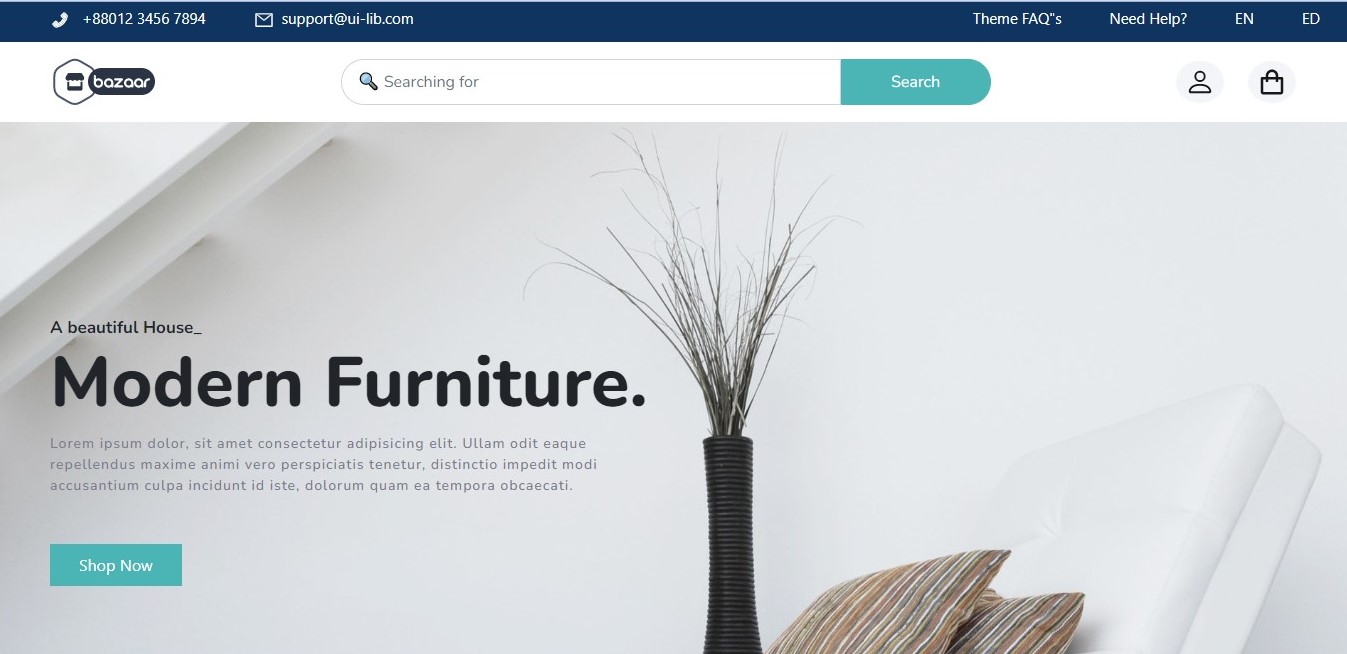 +88012 3456 7894
support@ui-lib.com
Theme FAQ"s
Need Help?
EN
ED
bazaar
Searching for
Search
A beautiful House_
Modern Furniture.
Lorem ipsum dolor, sit amet consectetur adipisicing elit. Ullam odit eaque
repellendus maxime animi vero perspiciatis tenetur, distinctio impedit modi
accusantium culpa incidunt id iste, dolorum quam ea tempora obcaecati.
Shop Now